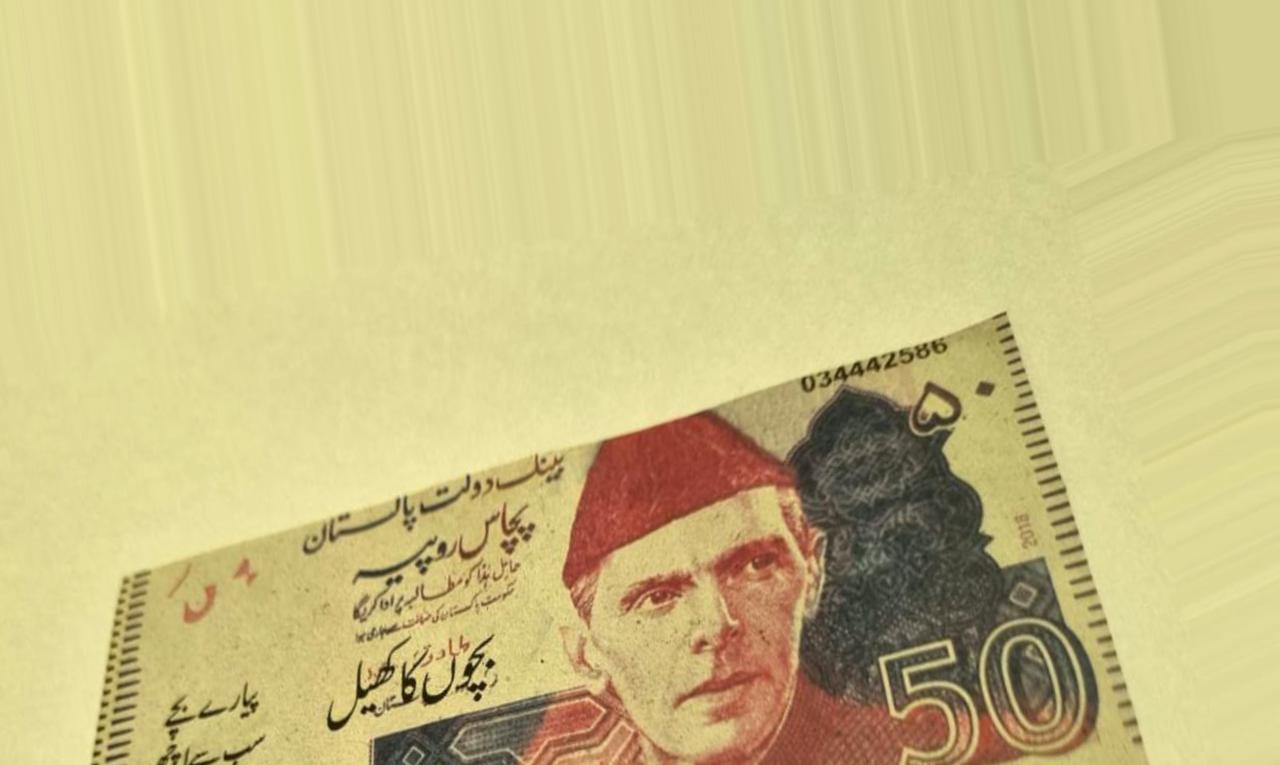 034442586
۵۰
بینک دولت پاکستان
پچاس روپیہ
حامل ہذا کو مطالبہ پر ادا کریگا
حکومت پاکستان کی ضمانت سے جاری ہوا
2018
بچوں کا کھیل
50
پیارے بچے
سب سے اچھے